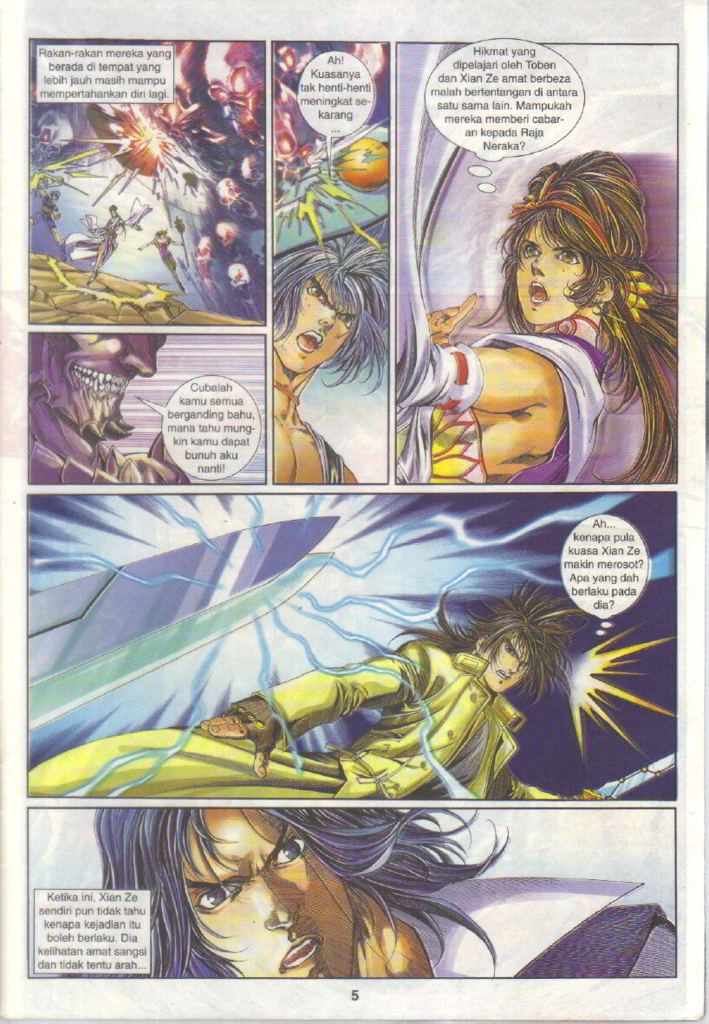 Rakan-rakan mereka yang
berada di tempat yang
lebih jauh masih mampu
mempertahankan diri lagi.
Ah!
Kuasanya
tak henti-henti
meningkat se-
karang
...
Hikmat yang
dipelajari oleh Toben
dan Xian Ze amat berbeza
malah bertentangan di antara
satu sama lain. Mampukah
mereka memberi cabar-
an kepada Raja
Neraka?
Cubalah
kamu semua
berganding bahu,
mana tahu mung-
kin kamu dapat
bunuh aku
nanti!
Ah...
kenapa pula
kuasa Xian Ze
makin merosot?
Apa yang dah
berlaku pada
dia?
Ketika ini, Xian Ze
sendiri pun tidak tahu
kenapa kejadian itu
boleh berlaku. Dia
kelihatan amat sangsi
dan tidak tentu arah...
5